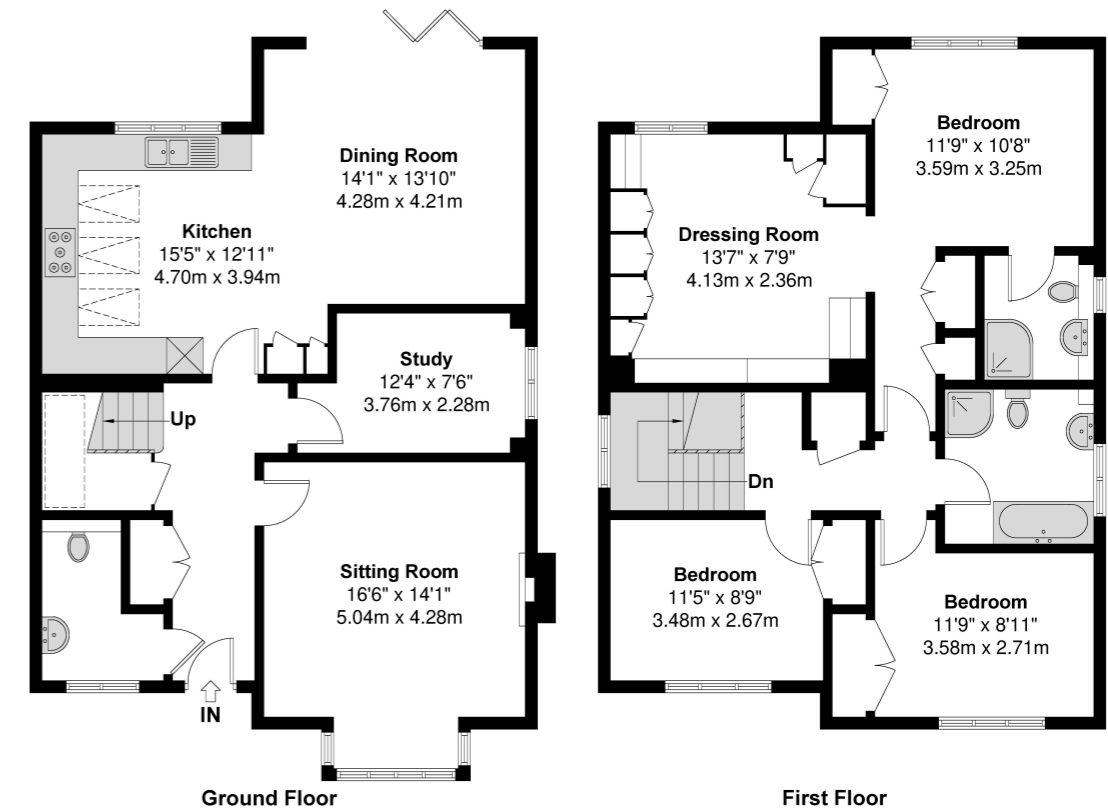 Dining Room
14'1" x 13'10"
4.28m x 4.21m
Kitchen
15'5" x 12'11"
4.70m x 3.94m
Study
12'4" x 7'6"
3.76m x 2.28m
Up
Sitting Room
16'6" x 14'1"
5.04m x 4.28m
IN
Ground Floor
Bedroom
11'9" x 10'8"
3.59m x 3.25m
Dressing Room
13'7" x 7'9"
4.13m x 2.36m
Dn
Bedroom
11'5" x 8'9"
3.48m x 2.67m
Bedroom
11'9" x 8'11"
3.58m x 2.71m
First Floor